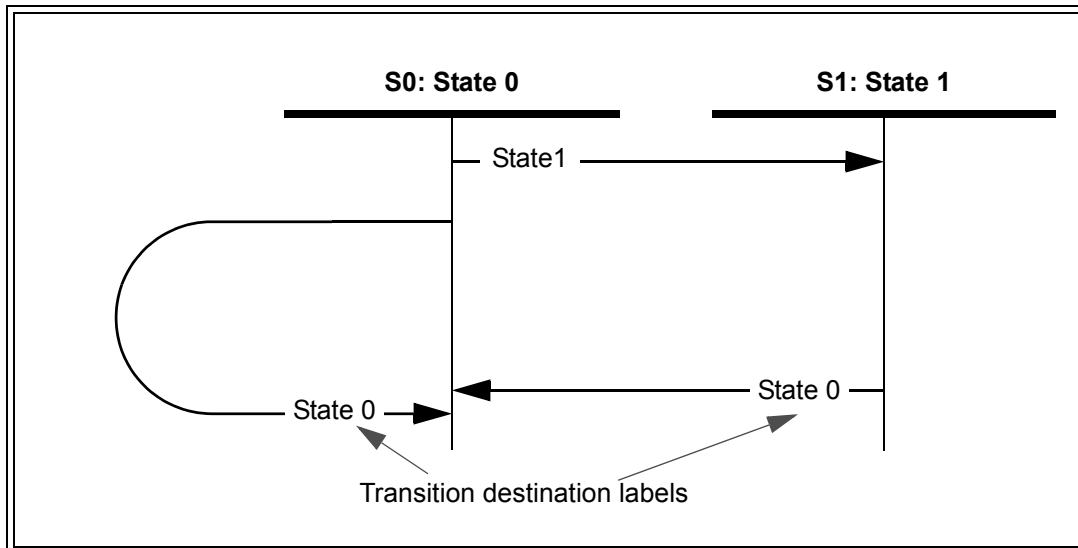 S0: State 0
S1: State 1
State1
State 0
State 0
Transition destination labels